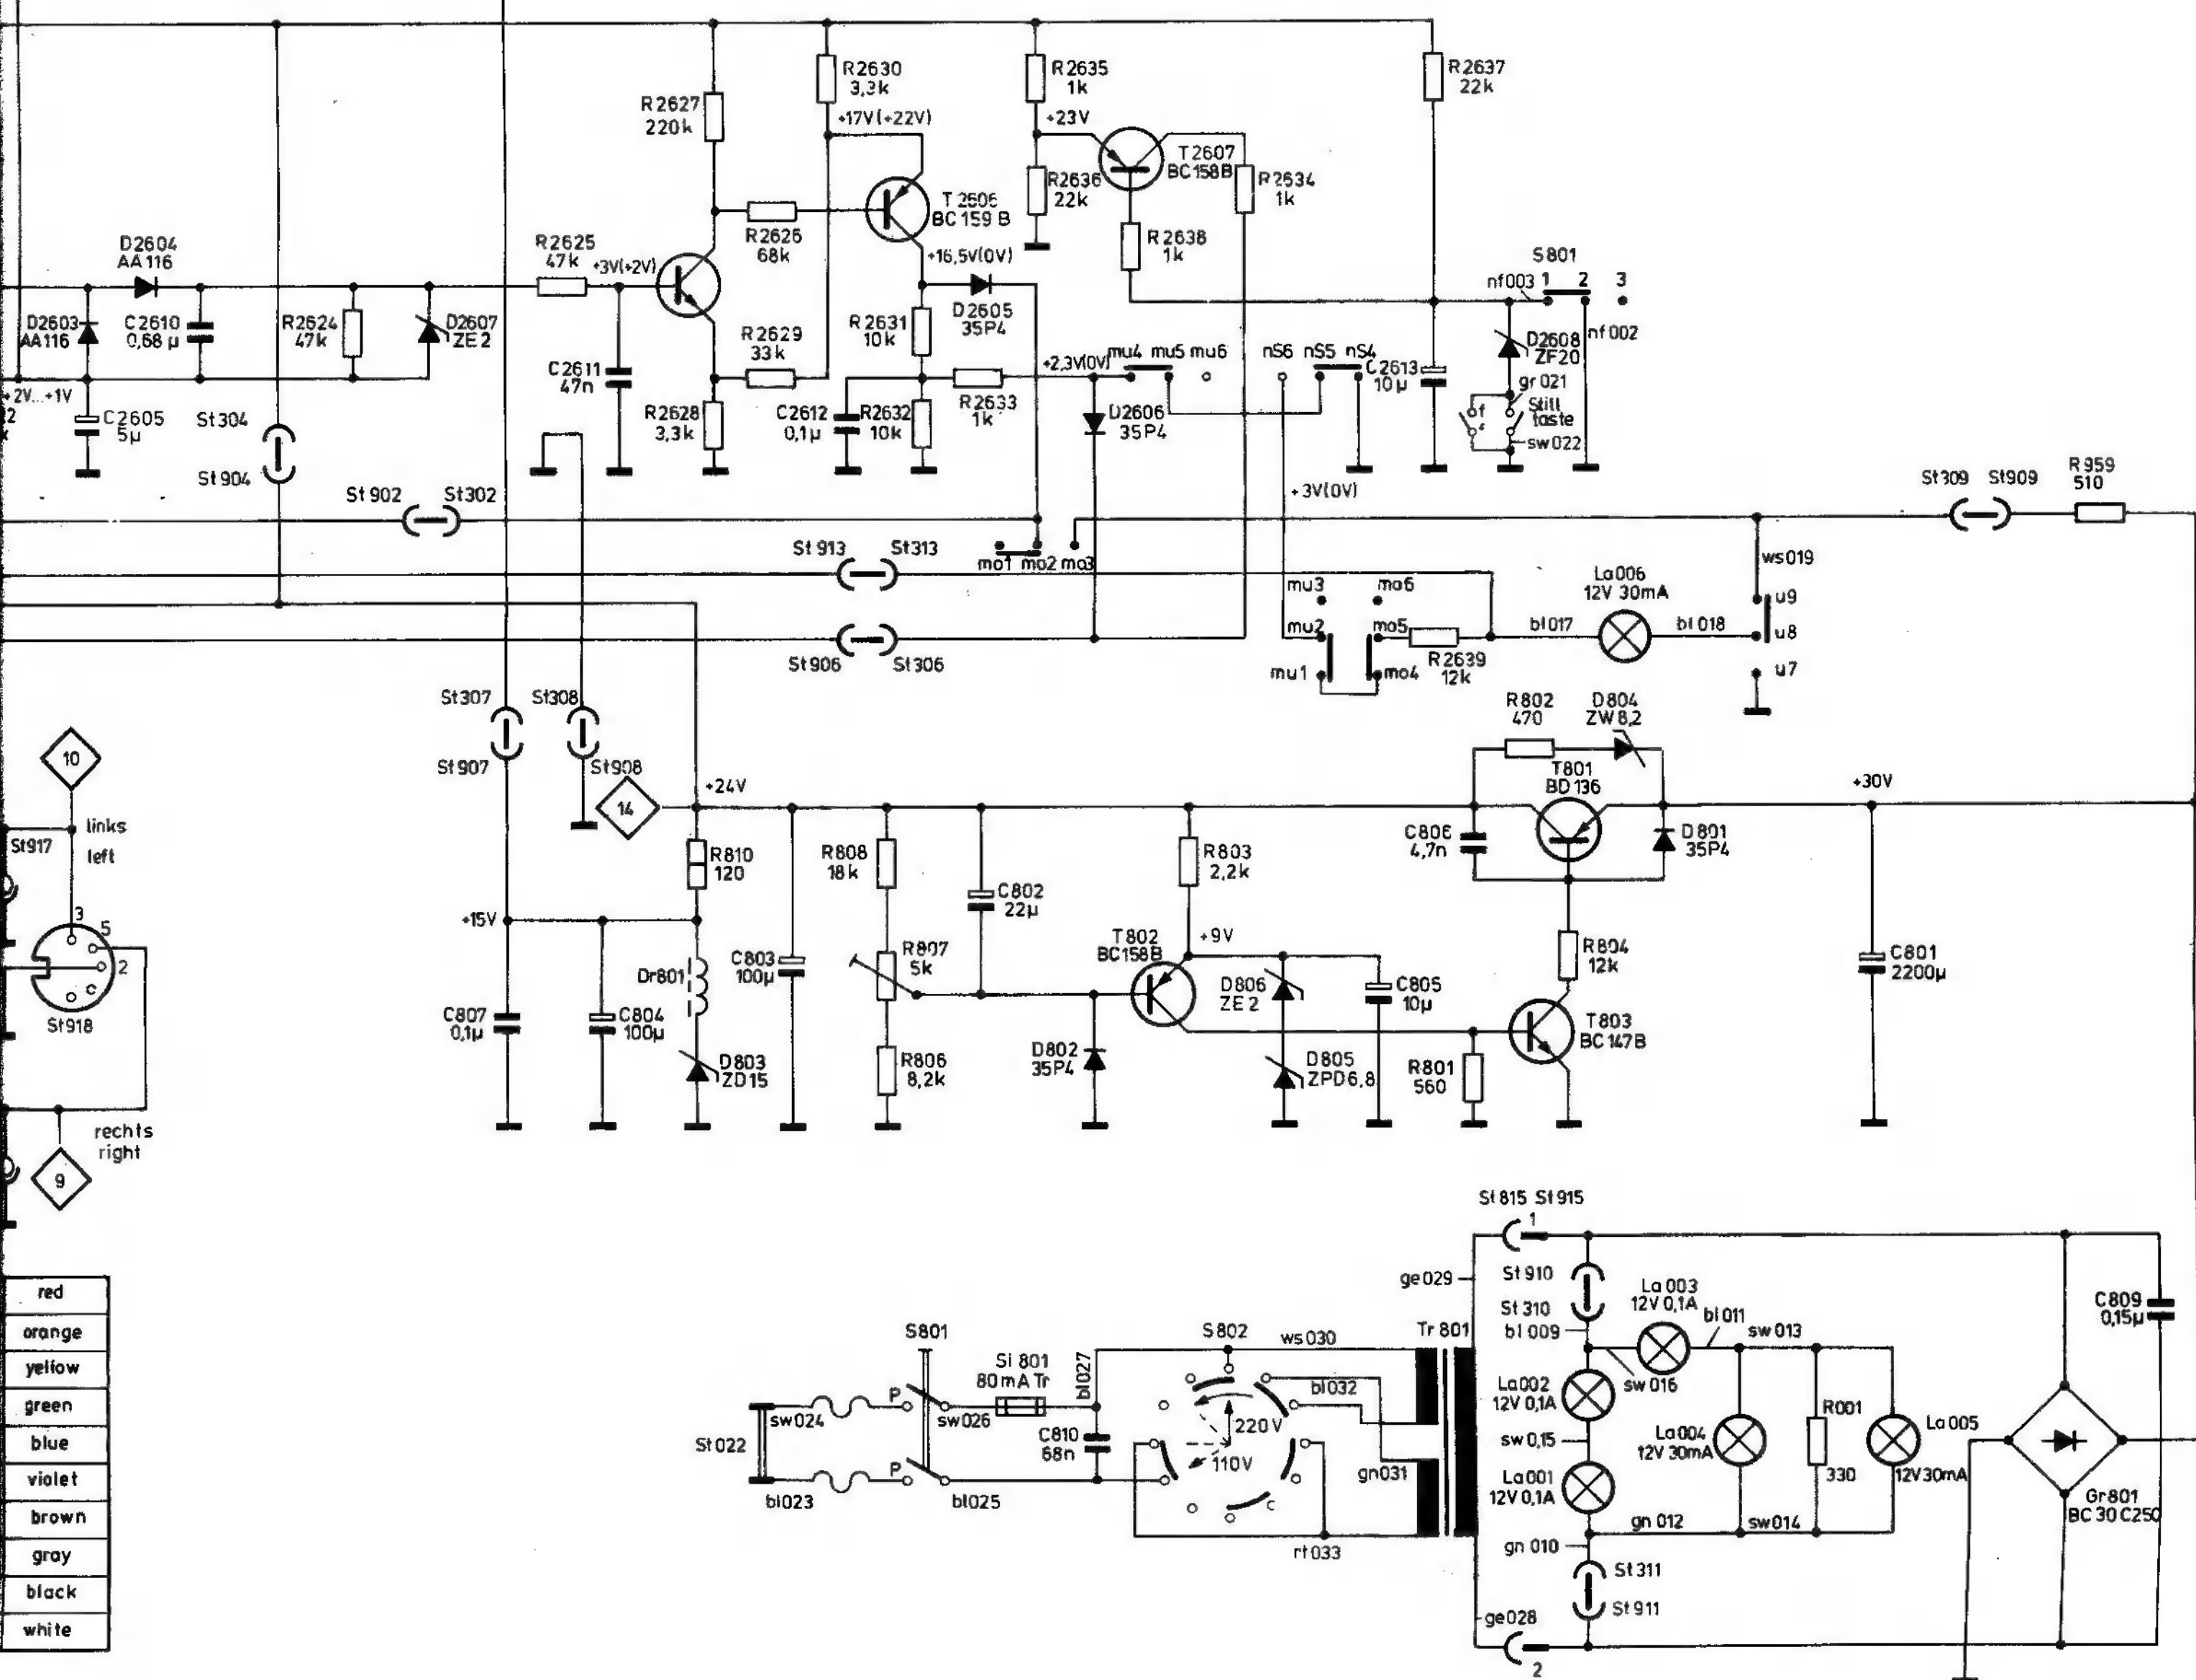 R2630
3,3k
R2635
1k
R2637
22k
R2627
220k
+17V(+22V)
+23V
T2607
BC158B
R2636
22k
R2634
1k
T2606
BC159B
R2626
68k
R2638
1k
D2604
AA116
R2625
47k
+3V(+2V)
+16,5V(0V)
S801
nf003
1
2
3
D2603
AA116
C2610
0,68µ
R2624
47k
D2607
ZE2
R2629
33k
R2631
10k
D2605
35P4
D2608
ZF20
nf002
C2611
47n
+2,3V(0V)
mu4
mu5
mu6
nS6
nS5
nS4
C2613
10µ
gr021
+2V...+1V
C2605
5µ
St304
R2628
3,3k
C2612
0,1µ
R2632
10k
R2633
1k
D2606
35P4
Still
taste
sw022
St904
St902
St302
+3V(0V)
St309
St909
R959
510
St913
St313
mo1
mo2
mo3
ws019
mu3
mo6
La006
12V 30mA
u9
mu2
mo5
bl017
bl018
u8
St906
St306
R2639
12k
mu1
mo4
u7
St307
St308
R802
470
D804
ZW8,2
10
St907
St908
14
+24V
T801
BD136
+30V
links
left
St917
R810
120
R808
18k
C802
22µ
R803
2,2k
C806
4,7n
D801
35P4
+15V
3
5
2
St918
T802
BC158B
+9V
R807
5k
R804
12k
C801
2200µ
Dr801
C803
100µ
D806
ZE2
C805
10µ
C807
0,1µ
C804
100µ
T803
BC147B
D803
ZD15
R806
8,2k
D802
35P4
D805
ZPD6,8
R801
560
rechts
right
9
St815
St915
1
red
orange
yellow
green
blue
violet
brown
gray
black
white
ge029
St910
La003
12V 0,1A
bl011
C809
0,15µ
St310
bl009
sw013
S801
S802
ws030
Tr801
Si801
80mA Tr
bl027
La002
12V 0,1A
sw016
bl032
P
sw024
sw026
220V
R001
330
La005
12V30mA
St022
C810
68n
sw0,15
La004
12V 30mA
110V
gn031
P
La001
12V 0,1A
bl023
bl025
C
Gr801
BC30C250
gn012
sw014
rt033
gn010
St311
ge028
St911
2